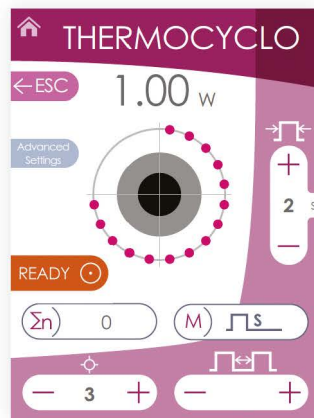 THERMOCYCLO
← ESC
1.00 W
Advanced
Settings
+
2 s
−
READY
Σn) 0
M) S
− 3 +
− +